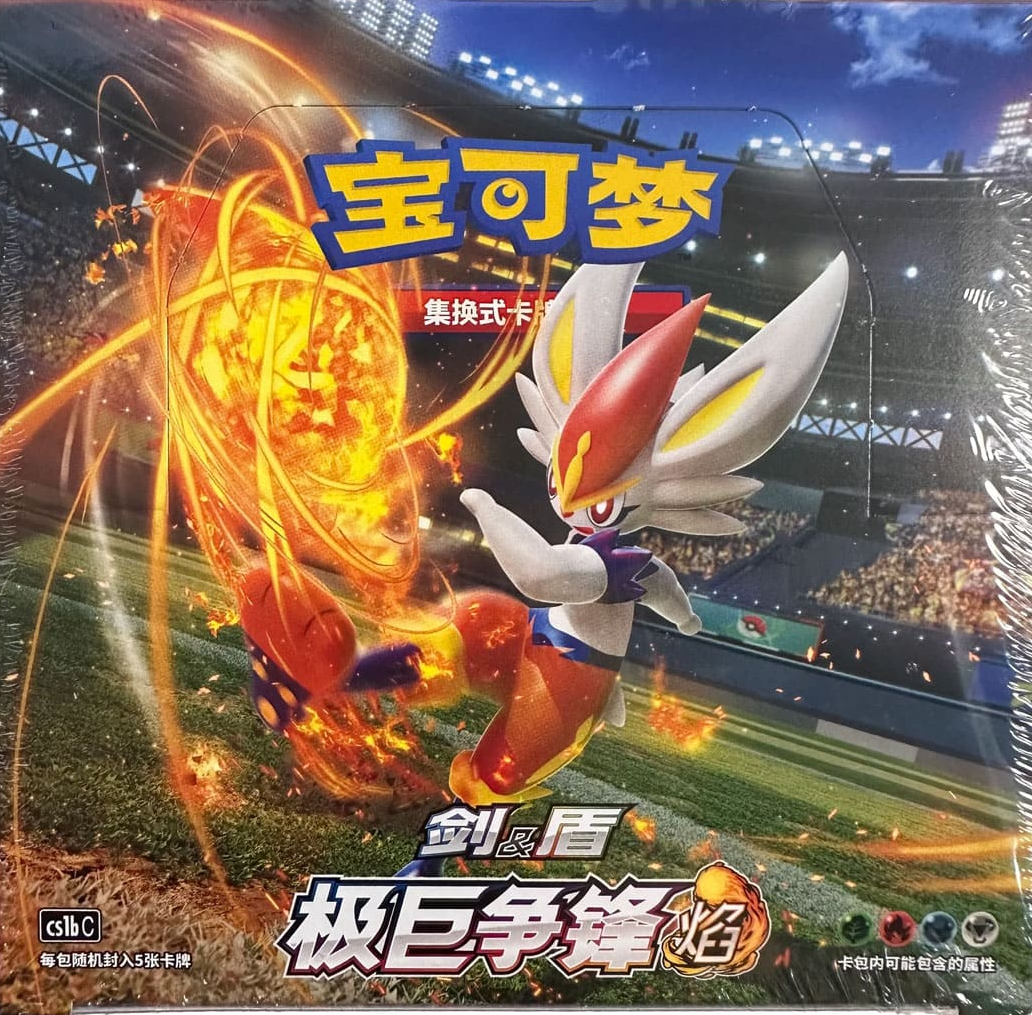 宝可梦
集换式卡牌
剑&盾
极巨争锋 焰
cs1b C
每包随机封入5张卡牌
卡包内可能包含的属性